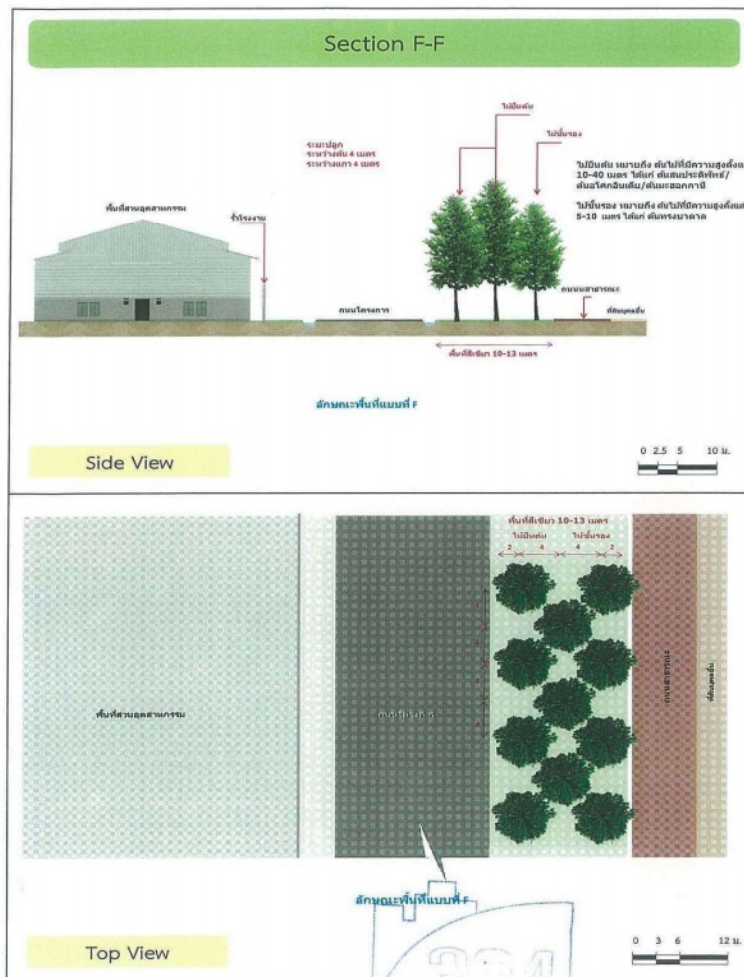 Section F-F
ไม้ยืนต้น
ระยะปลูก
ระหว่างต้น 4 เมตร
ระหว่างแถว 4 เมตร
ไม้ชั้นรอง
ไม้ยืนต้น หมายถึง ต้นไม้ที่มีความสูงตั้งแต่
10-40 เมตร ได้แก่ ต้นสนประดิพัทธ์/
ต้นอโศกอินเดีย/ต้นมะฮอกกานี
ไม้ชั้นรอง หมายถึง ต้นไม้ที่มีความสูงตั้งแต่
5-10 เมตร ได้แก่ ต้นทรงบาดาล
พื้นที่สวนอุตสาหกรรม
รั้วโรงงาน
ถนนโครงการ
ถนนสาธารณะ
ที่ดินบุคคลอื่น
พื้นที่สีเขียว 10-13 เมตร
ลักษณะพื้นที่แบบที่ F
Side View
0 2.5 5 10 ม.
พื้นที่สีเขียว 10-13 เมตร
ไม้ยืนต้น ไม้ชั้นรอง
2 4 4 2
พื้นที่สวนอุตสาหกรรม
ถนนโครงการ
ถนนสาธารณะ
ที่ดินบุคคลอื่น
ลักษณะพื้นที่แบบที่ F
304
Top View
0 3 6 12 ม.